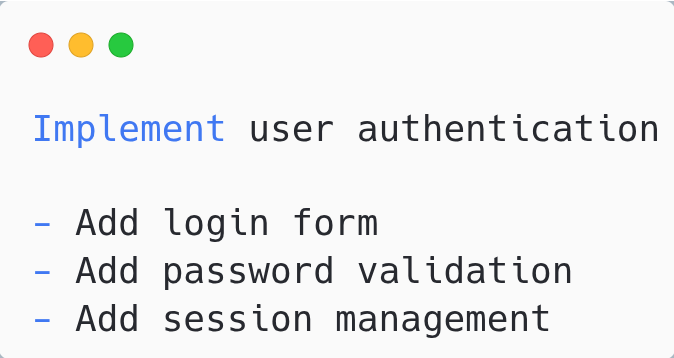 Implement user authentication
- Add login form
- Add password validation
- Add session management